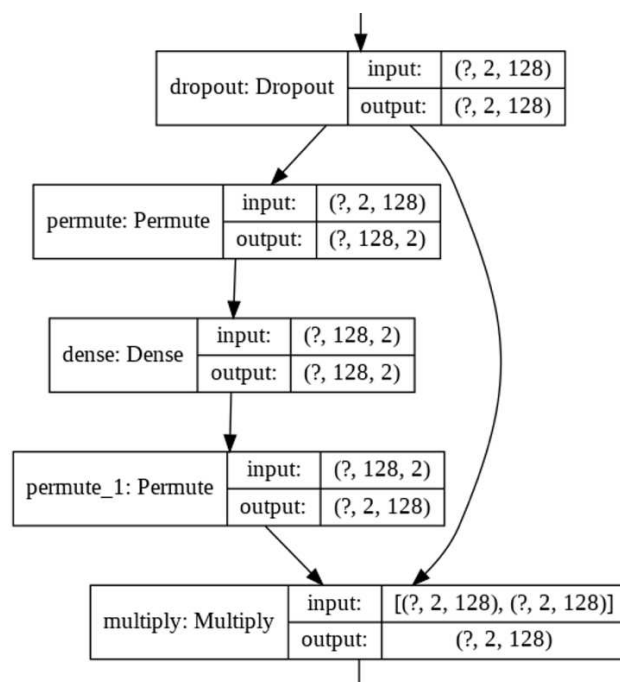 dropout: Dropout
input: (?, 2, 128)
output: (?, 2, 128)
permute: Permute
input: (?, 2, 128)
output: (?, 128, 2)
dense: Dense
input: (?, 128, 2)
output: (?, 128, 2)
permute_1: Permute
input: (?, 128, 2)
output: (?, 2, 128)
multiply: Multiply
input: [(?, 2, 128), (?, 2, 128)]
output: (?, 2, 128)